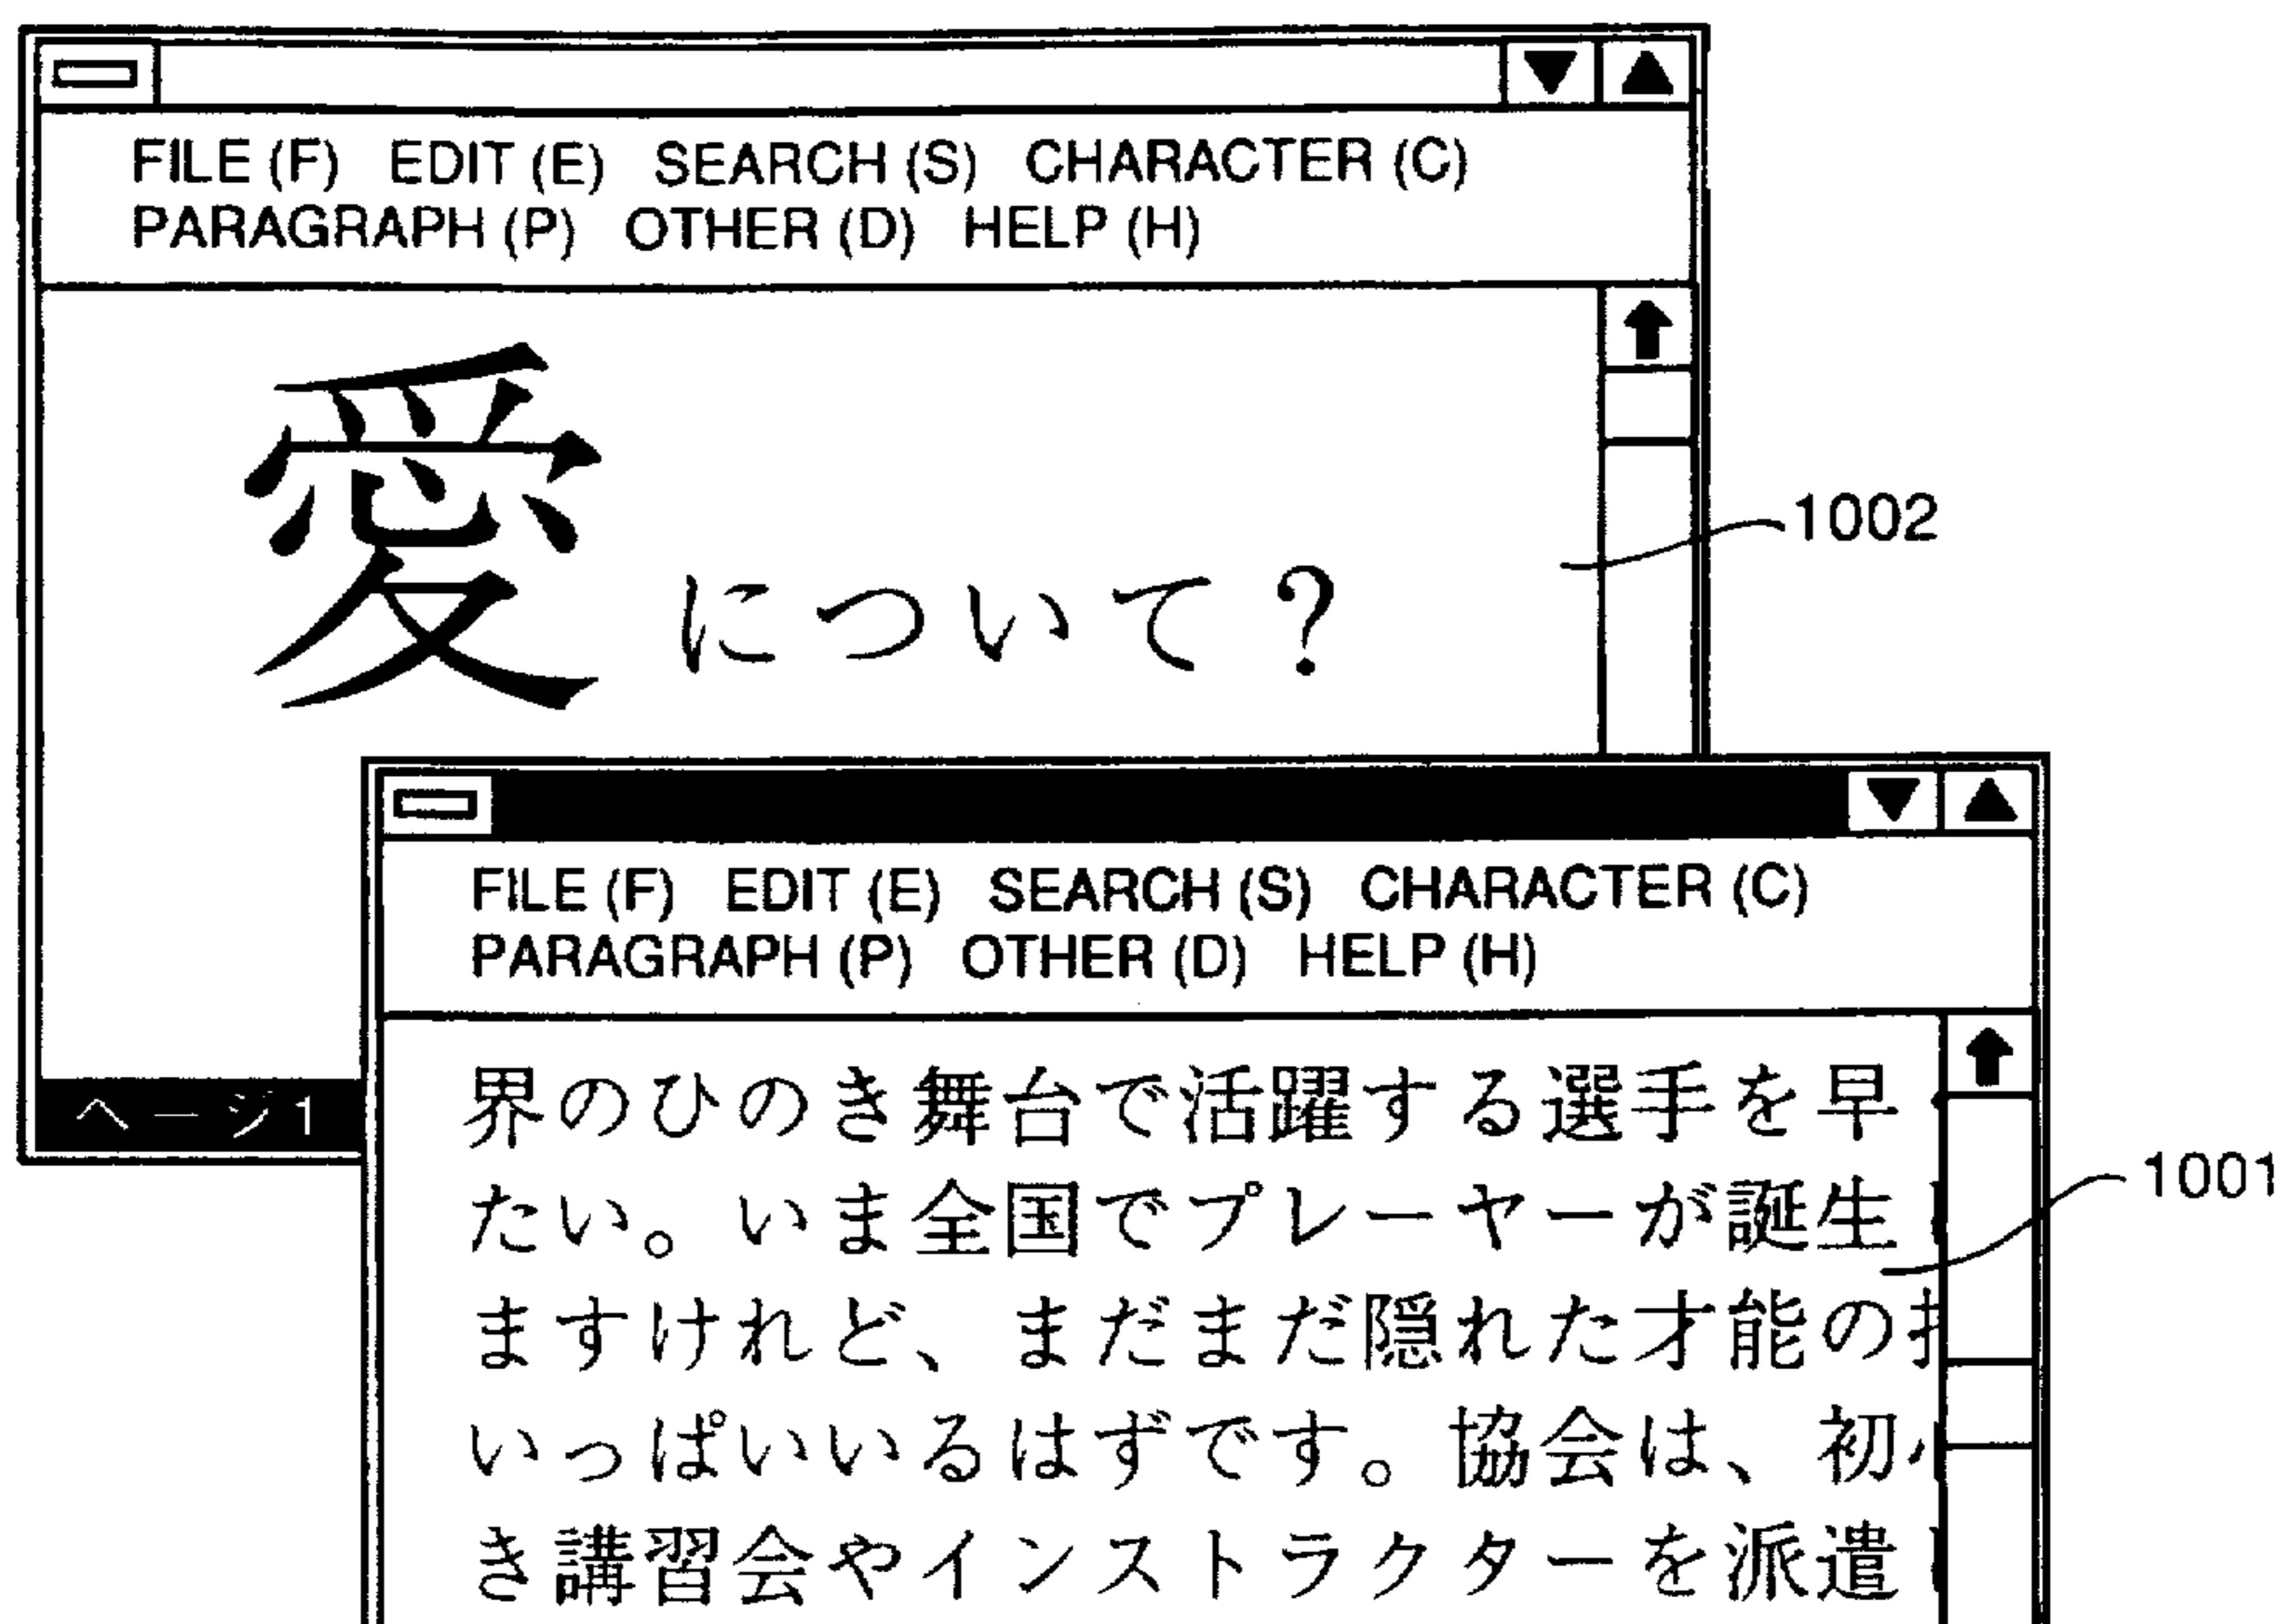 FILE (F) EDIT (E) SEARCH (S) CHARACTER (C)
PARAGRAPH (P) OTHER (D) HELP (H)
愛について?
1002
FILE (F) EDIT (E) SEARCH (S) CHARACTER (C)
PARAGRAPH (P) OTHER (D) HELP (H)
界のひのき舞台で活躍する選手を早
ページ1
たい。いま全国でプレーヤーが誕生
1001
ますけれど、まだまだ隠れた才能の
いっぱいいるはずです。協会は、初
き講習会やインストラクターを派遣